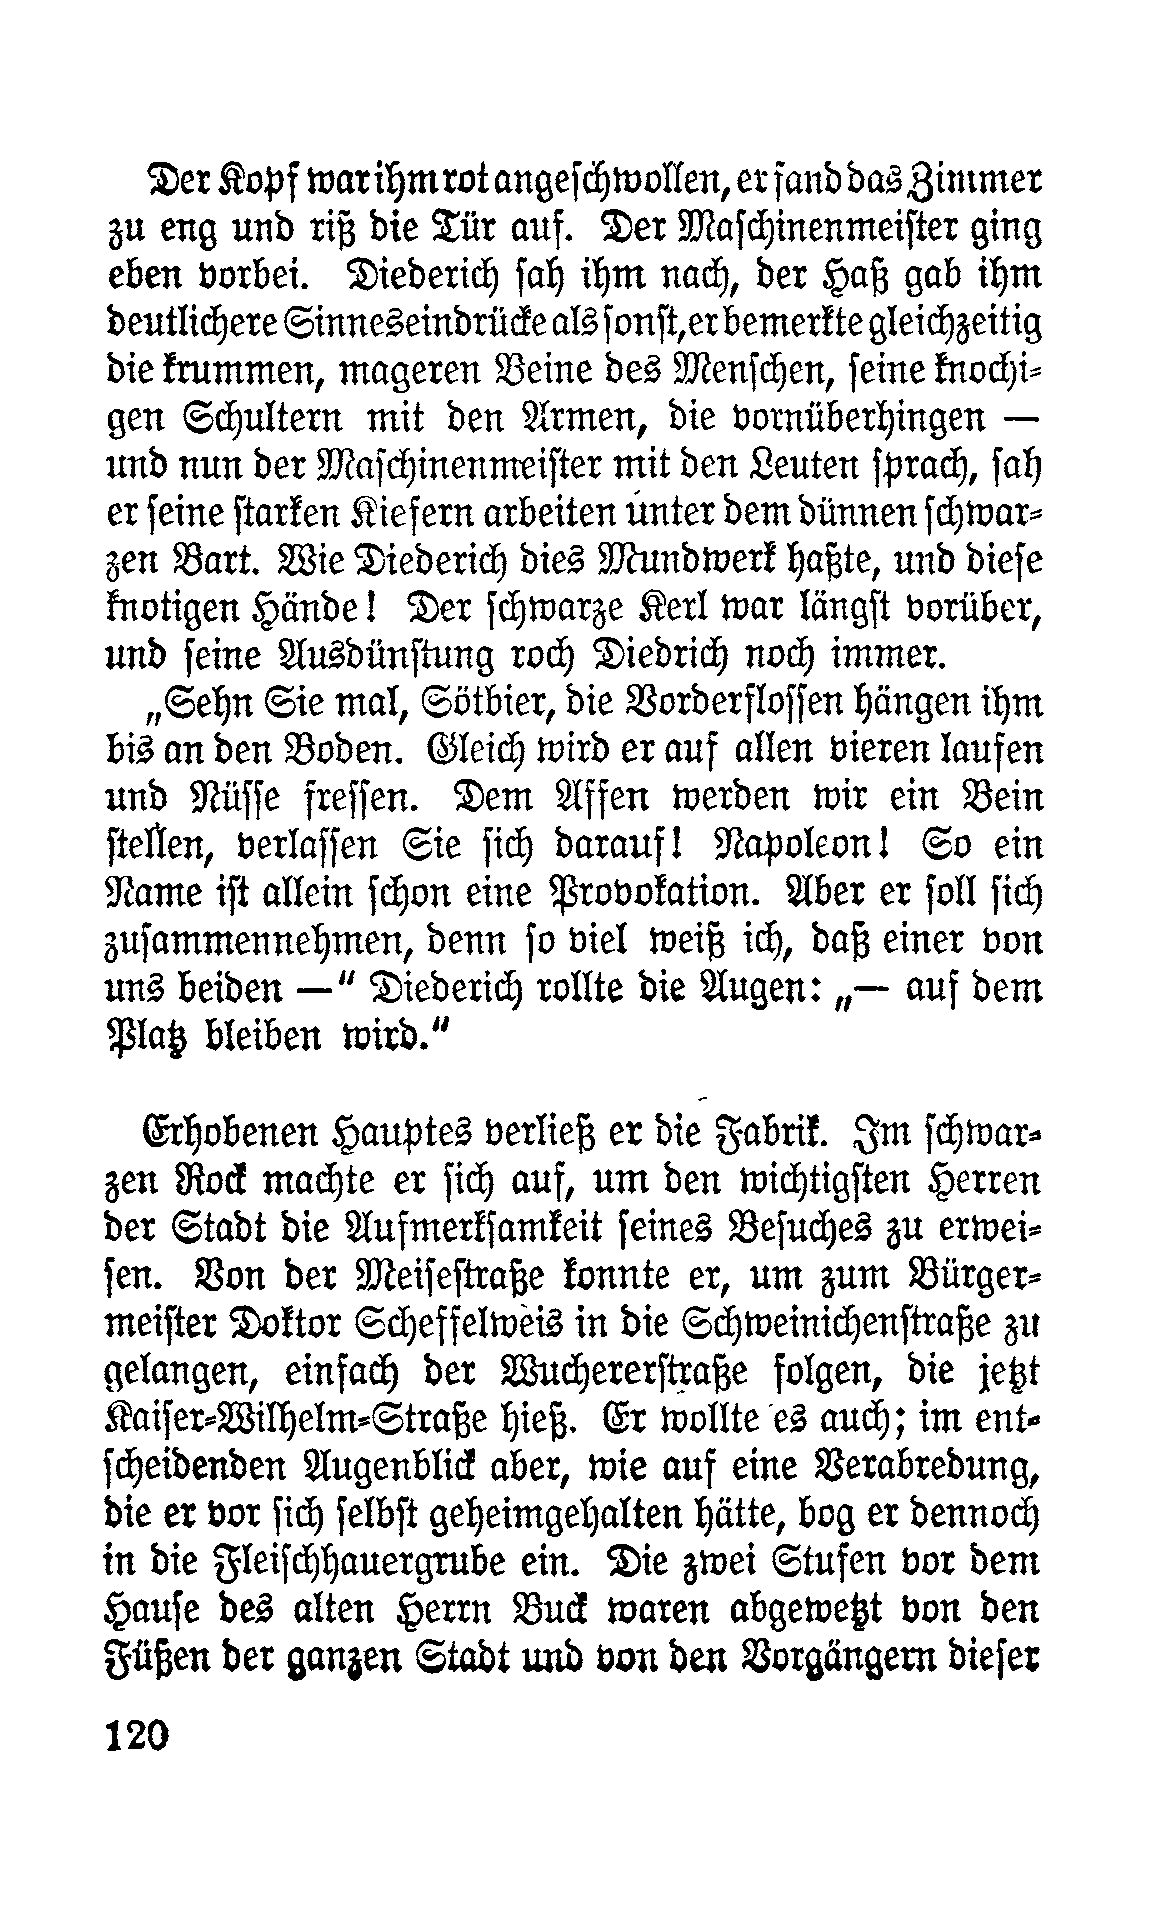 Der Kopf war ihm rot angeschwollen, er fand das Zimmer
zu eng und riß die Tür auf. Der Maschinenmeister ging
eben vorbei. Diederich sah ihm nach, der Haß gab ihm
deutlichere Sinneseindrücke als sonst, er bemerkte gleichzeitig
die krummen, mageren Beine des Menschen, seine knochi-
gen Schultern mit den Armen, die vornüberhingen —
und nun der Maschinenmeister mit den Leuten sprach, sah
er seine starken Kiefern arbeiten unter dem dünnen schwar-
zen Bart. Wie Diederich dies Mundwerk haßte, und diese
knotigen Hände! Der schwarze Kerl war längst vorüber,
und seine Ausdünstung roch Diedrich noch immer.
„Sehn Sie mal, Sötbier, die Vorderflossen hängen ihm
bis an den Boden. Gleich wird er auf allen vieren laufen
und Nüsse fressen. Dem Affen werden wir ein Bein
stellen, verlassen Sie sich darauf! Napoleon! So ein
Name ist allein schon eine Provokation. Aber er soll sich
zusammennehmen, denn so viel weiß ich, daß einer von
uns beiden —“ Diederich rollte die Augen: „— auf dem
Platz bleiben wird.“
Erhobenen Hauptes verließ er die Fabrik. Im schwar-
zen Rock machte er sich auf, um den wichtigsten Herren
der Stadt die Aufmerksamkeit seines Besuches zu erwei-
sen. Von der Meisestraße konnte er, um zum Bürger-
meister Doktor Scheffelweis in die Schweinichenstraße zu
gelangen, einfach der Wuchererstraße folgen, die jetzt
Kaiser-Wilhelm-Straße hieß. Er wollte es auch; im ent-
scheidenden Augenblick aber, wie auf eine Verabredung,
die er vor sich selbst geheimgehalten hätte, bog er dennoch
in die Fleischhauergrube ein. Die zwei Stufen vor dem
Hause des alten Herrn Buck waren abgewetzt von den
Füßen der ganzen Stadt und von den Vorgängern dieser
120